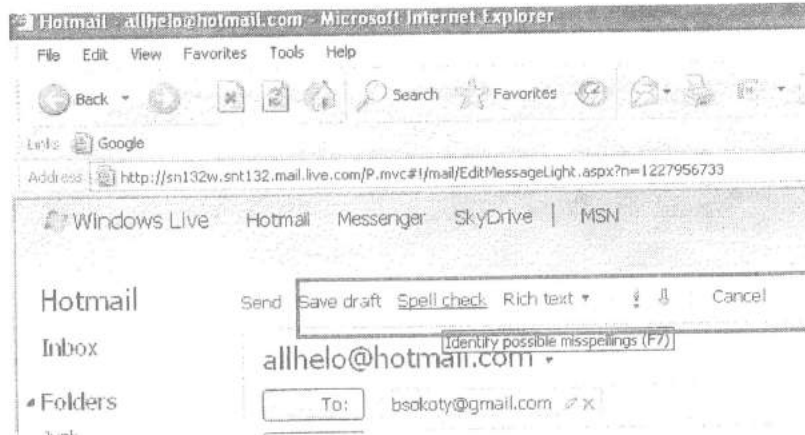 Hotmail - allhelo@hotmail.com - Microsoft Internet Explorer
File Edit View Favorites Tools Help
Back Search Favorites
Links Google
Address http://sn132w.snt132.mail.live.com/P.mvc#!/mail/EditMessageLight.aspx?n=1227956733
Windows Live Hotmail Messenger SkyDrive | MSN
Hotmail Send Save draft Spell check Rich text Cancel
Identify possible misspellings (F7)
Inbox allhelo@hotmail.com
Folders To: bsokoty@gmail.com
Junk